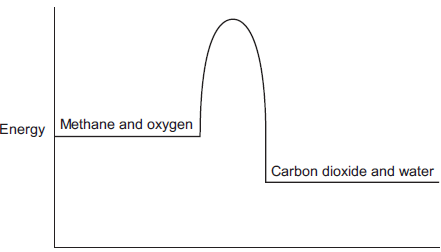 Energy
Methane and oxygen
Carbon dioxide and water